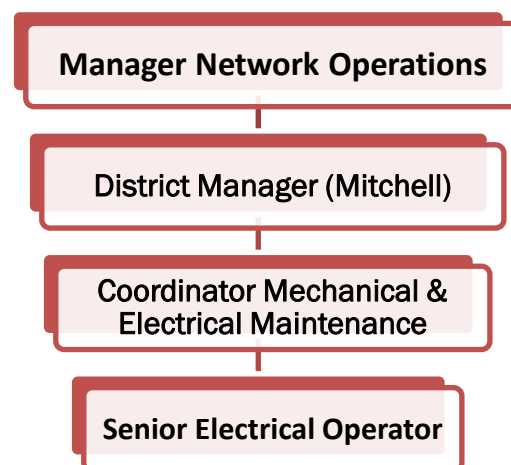 Manager Network Operations
District Manager (Mitchell)
Coordinator Mechanical &
Electrical Maintenance
Senior Electrical Operator